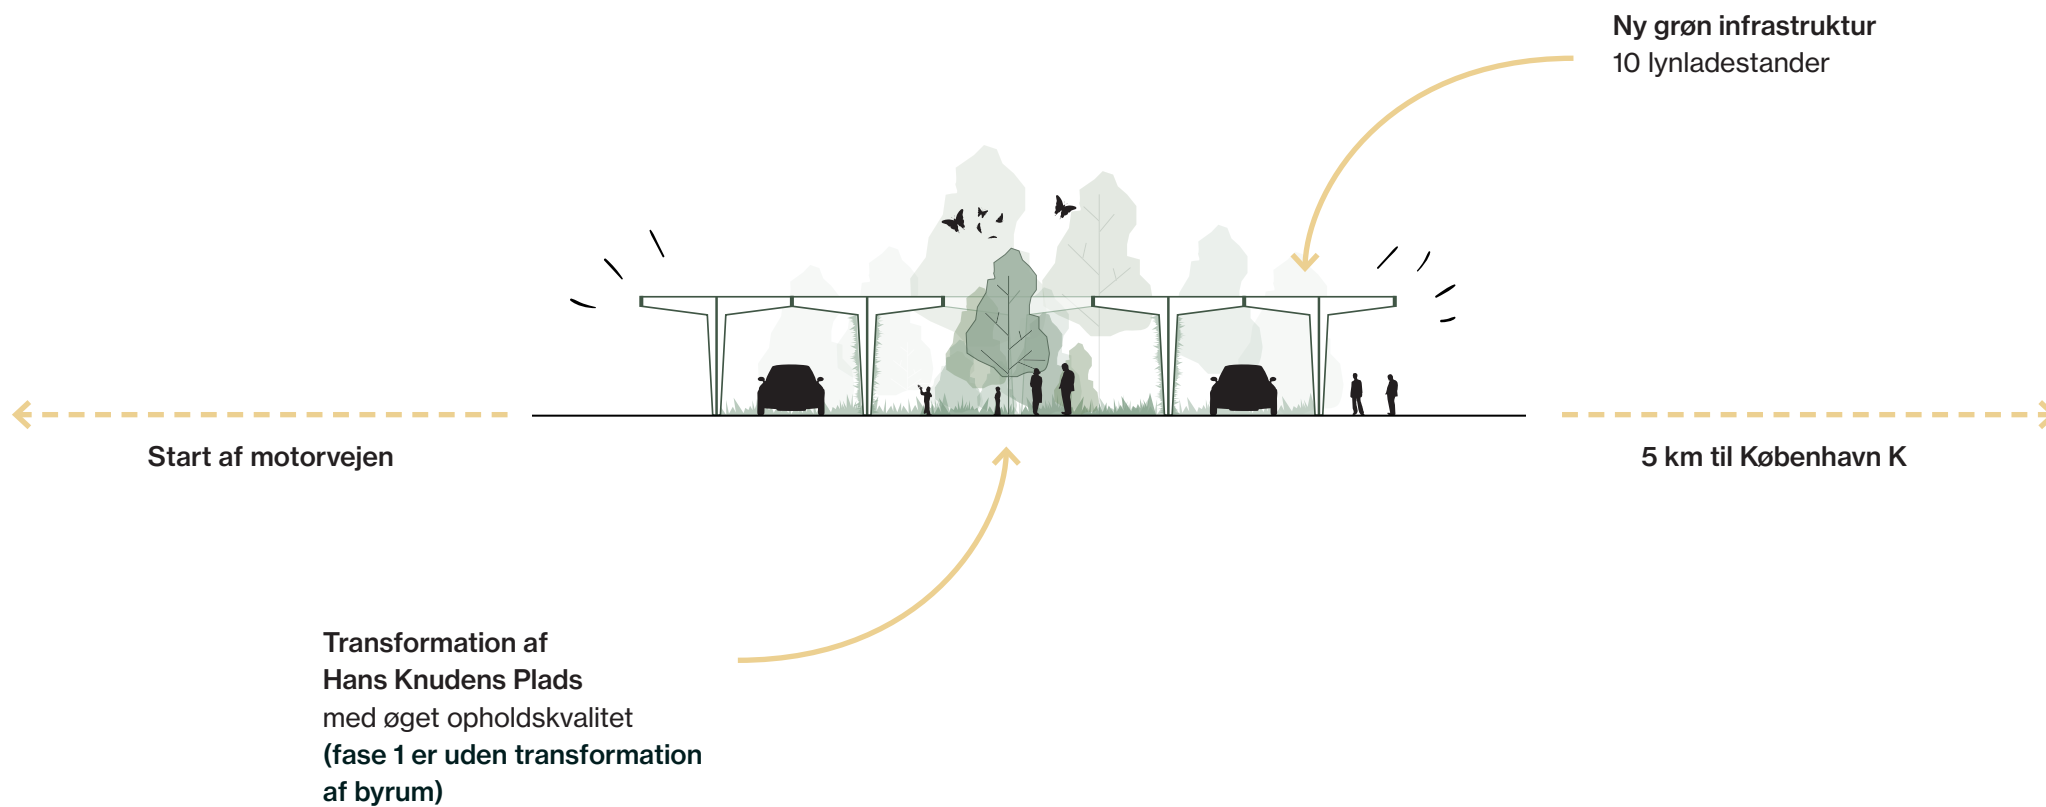 Ny grøn infrastruktur
10 lynladestander
Start af motorvejen
5 km til København K
Transformation af
Hans Knudens Plads
med øget opholdskvalitet
(fase 1 er uden transformation
af byrum)